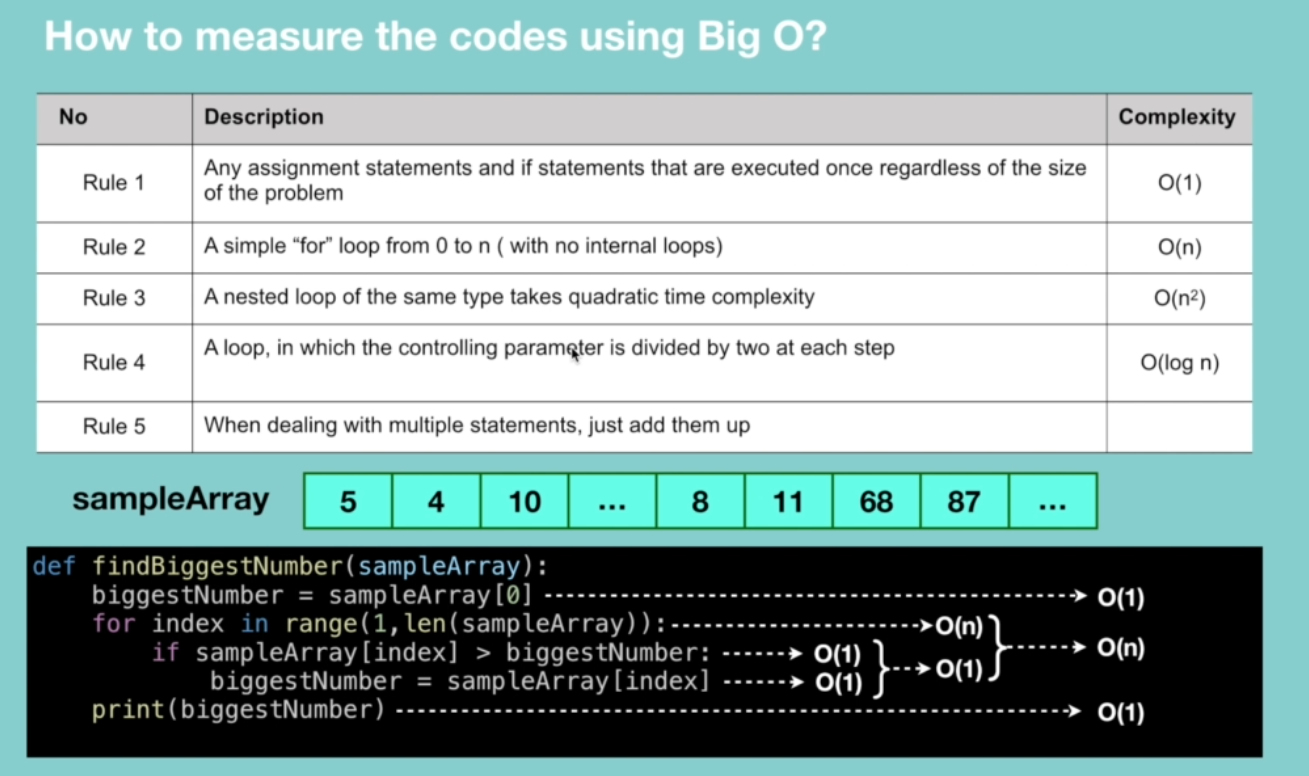 How to measure the codes using Big O?
No Description Complexity
Rule 1 Any assignment statements and if statements that are executed once regardless of the size
of the problem O(1)
Rule 2 A simple “for” loop from 0 to n ( with no internal loops) O(n)
Rule 3 A nested loop of the same type takes quadratic time complexity O(n²)
Rule 4 A loop, in which the controlling parameter is divided by two at each step O(log n)
Rule 5 When dealing with multiple statements, just add them up
sampleArray 5 4 10 ... 8 11 68 87 ...
def findBiggestNumber(sampleArray):
biggestNumber = sampleArray[0] O(1)
for index in range(1,len(sampleArray)): O(n)
if sampleArray[index] > biggestNumber: O(1) O(1) O(n)
biggestNumber = sampleArray[index] O(1)
print(biggestNumber) O(1)